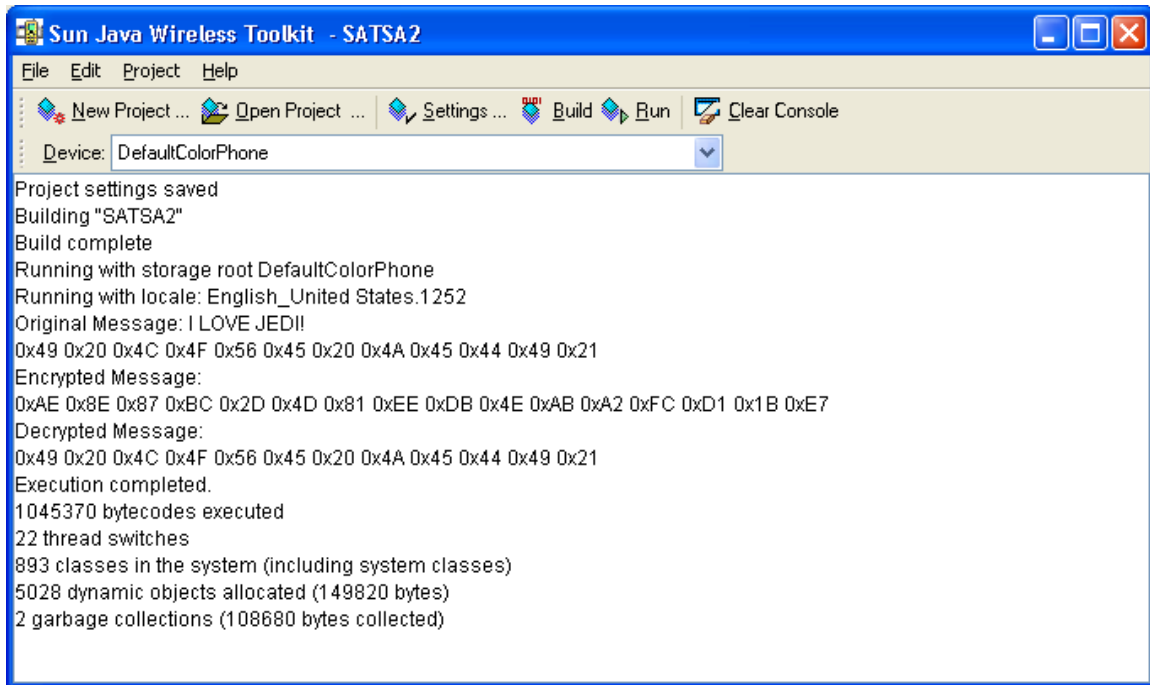 Sun Java Wireless Toolkit - SATSA2
File Edit Project Help
New Project ... Open Project ... Settings ... Build Run Clear Console
Device: DefaultColorPhone
Project settings saved
Building "SATSA2"
Build complete
Running with storage root DefaultColorPhone
Running with locale: English_United States.1252
Original Message: I LOVE JEDI!
0x49 0x20 0x4C 0x4F 0x56 0x45 0x20 0x4A 0x45 0x44 0x49 0x21
Encrypted Message:
0xAE 0x8E 0x87 0xBC 0x2D 0x4D 0x81 0xEE 0xDB 0x4E 0xAB 0xA2 0xFC 0xD1 0x1B 0xE7
Decrypted Message:
0x49 0x20 0x4C 0x4F 0x56 0x45 0x20 0x4A 0x45 0x44 0x49 0x21
Execution completed.
1045370 bytecodes executed
22 thread switches
893 classes in the system (including system classes)
5028 dynamic objects allocated (149820 bytes)
2 garbage collections (108680 bytes collected)